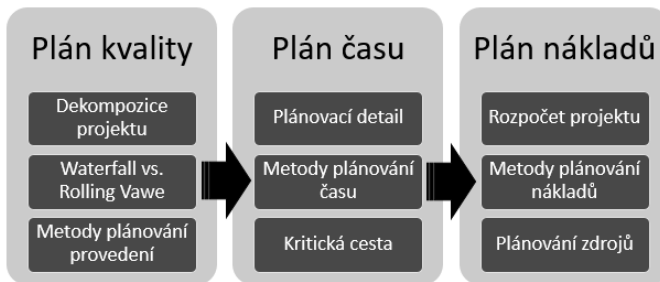 Plán kvality
Dekompozice
projektu
Waterfall vs.
Rolling Vawe
Metody plánování
provedení
Plán času
Plánovací detail
Metody plánování
času
Kritická cesta
Plán nákladů
Rozpočet projektu
Metody plánování
nákladů
Plánování zdrojů